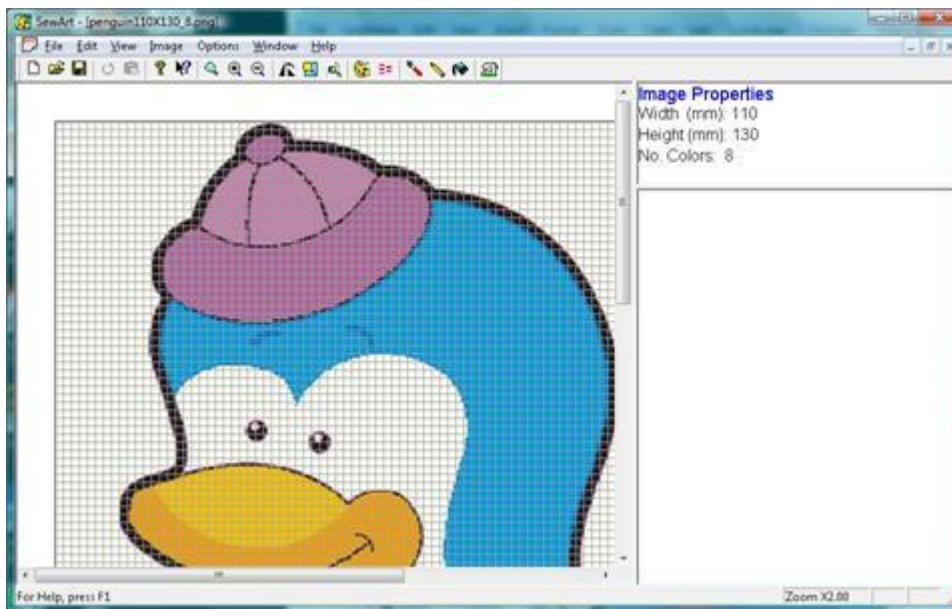 SewArt - [penguin110X130_8.png]
File Edit View Image Options Window Help
Image Properties
Width (mm): 110
Height (mm): 130
No. Colors: 8
For Help, press F1
Zoom X2.00